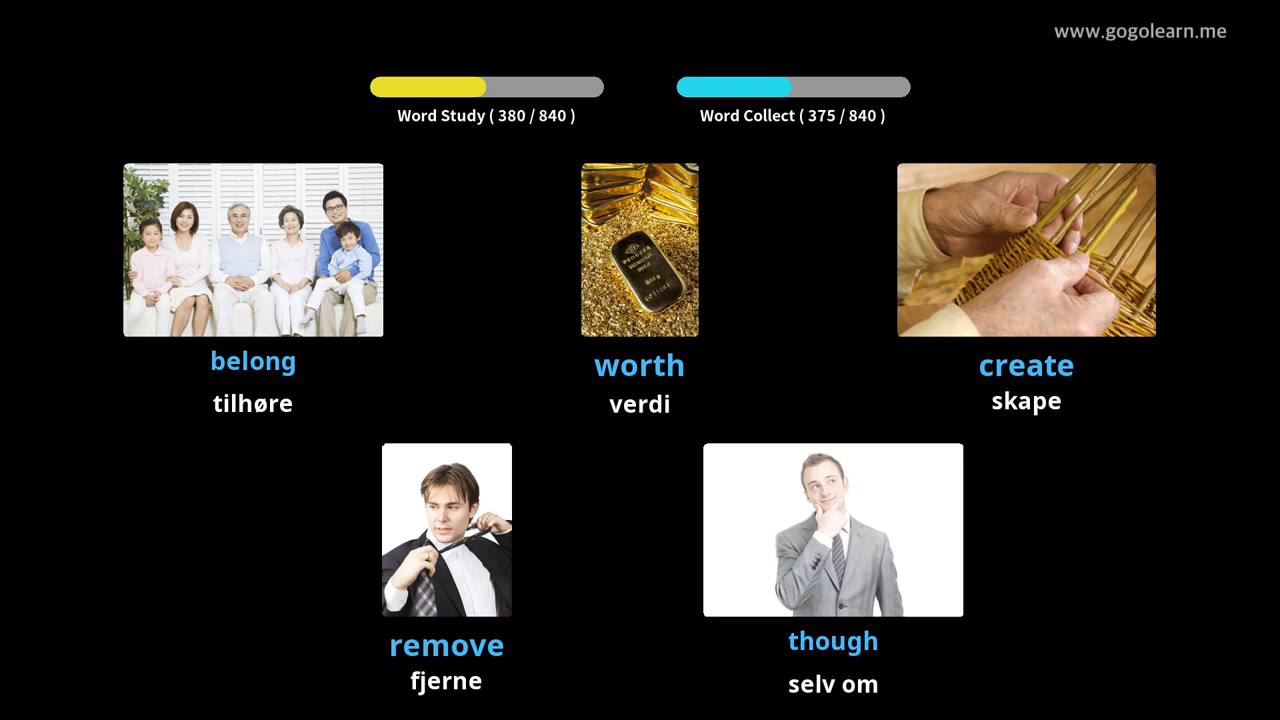 www.gogolearn.me
Word Study ( 380 / 840 )
Word Collect ( 375 / 840 )
belong
tilhøre
worth
verdi
create
skape
remove
fjerne
though
selv om